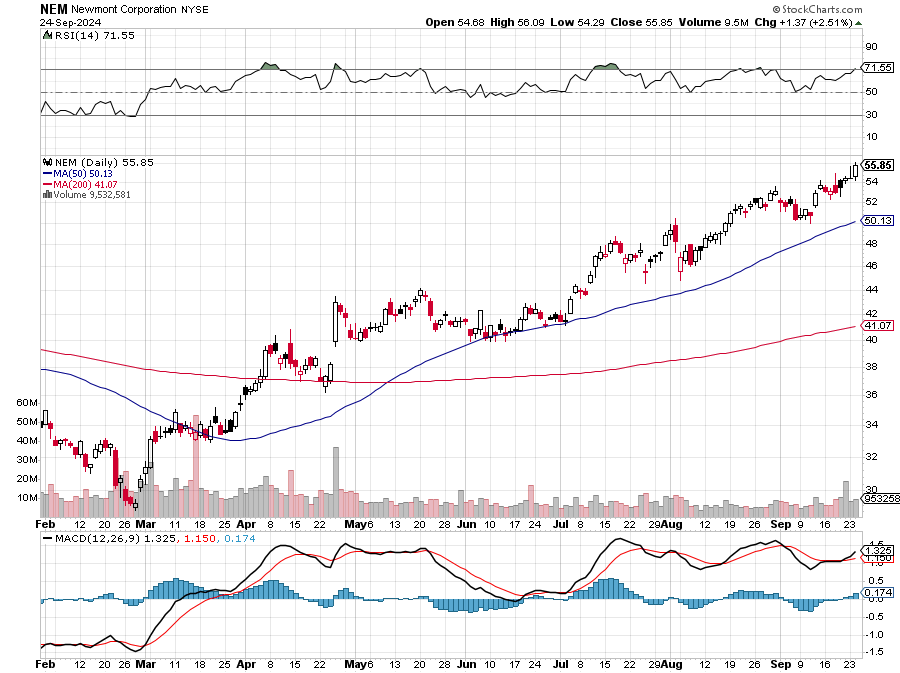 NEM Newmont Corporation NYSE © StockCharts.com
24-Sep-2024 Open 54.68 High 56.09 Low 54.29 Close 55.85 Volume 9.5M Chg +1.37 (+2.51%)
RSI(14) 71.55
90
71.55
50
30
10
NEM (Daily) 55.85
MA(50) 50.13
MA(200) 41.07
Volume 9,532,581
55.85
54
52
50.13
48
46
44
42
41.07
40
38
36
34
32
30
60M
50M
40M
30M
20M
10M
953258
Feb 12 20 26 Mar 11 18 25 Apr 8 15 22 May 6 13 20 28 Jun 10 17 24 Jul 8 15 22 29 Aug 12 19 26 Sep 9 16 23
MACD(12,26,9) 1.325, 1.150, 0.174
1.5
1.325
1.150
0.5
0.174
0.0
-0.5
-1.0
-1.5
Feb 12 20 26 Mar 11 18 25 Apr 8 15 22 May 6 13 20 28 Jun 10 17 24 Jul 8 15 22 29 Aug 12 19 26 Sep 9 16 23